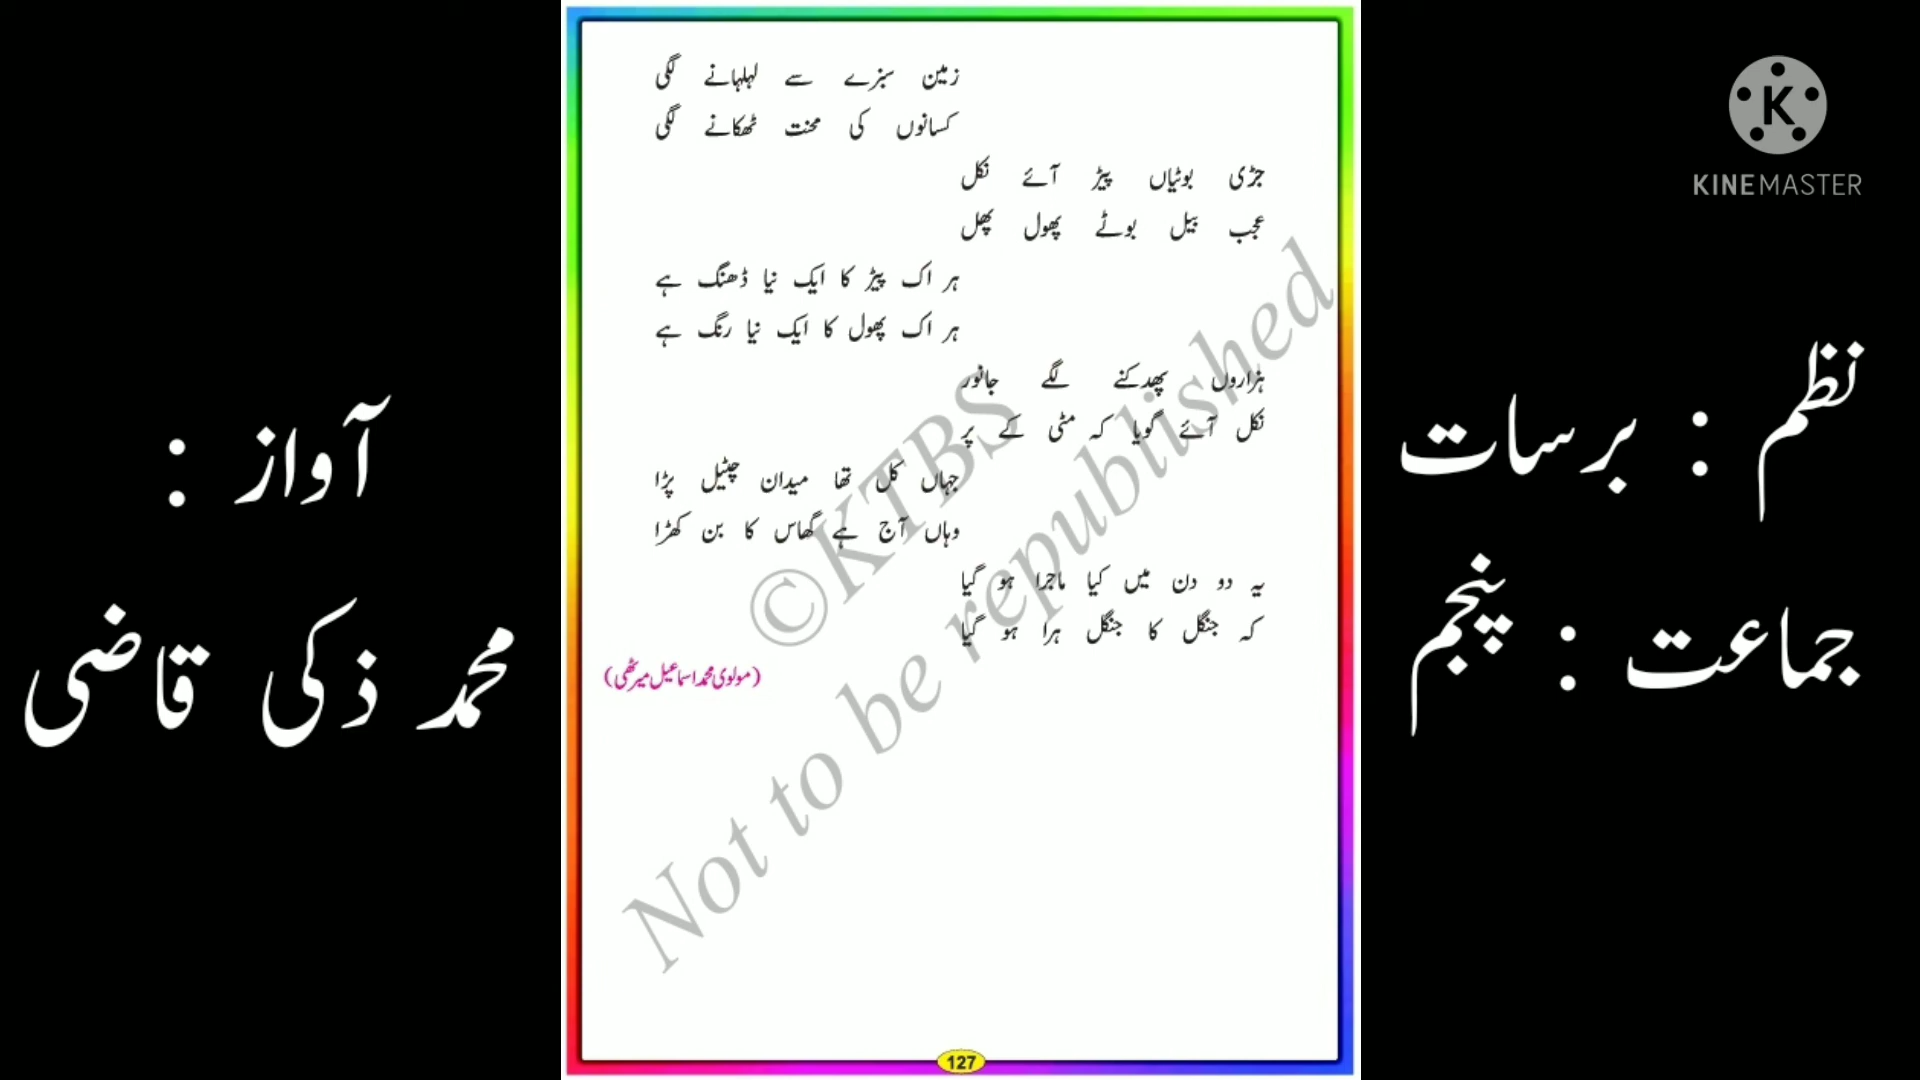 نظم : برسات
جماعت : پنجم
زمین سبزے سے لہلہانے لگی
کسانوں کی محنت ٹھکانے لگی
جڑی بوٹیاں پیڑ آئے نکل
عجب بیل بوٹے پھول پھل
ہر اک پیڑ کا ایک نیا ڈھنگ ہے
ہر اک پھول کا ایک نیا رنگ ہے
ہزاروں پھدکنے لگے جانور
نکل آئے گویا کہ مٹی کے پر
جہاں کل تھا میدان چٹیل پڑا
وہاں آج ہے گھاس کا بن کھڑا
یہ دو دن میں کیا ماجرا ہو گیا
کہ جنگل کا جنگل ہرا ہو گیا
(مولوی محمد اسماعیل میرٹھی)
©KTBS
Not to be republished
127
آواز :
محمد ذکی قاضی
K
KINEMASTER